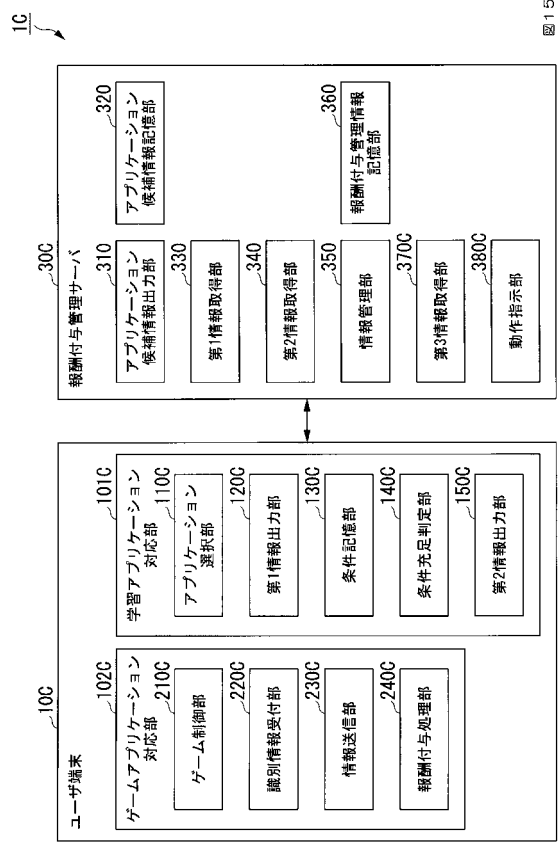 1C
10C
ユーザ端末
102C
ゲームアプリケーション
対応部
210C
ゲーム制御部
220C
識別情報受付部
230C
情報送信部
240C
報酬付与処理部
101C
学習アプリケーション
対応部
110C
アプリケーション
選択部
120C
第1情報出力部
130C
条件記憶部
140C
条件充足判定部
150C
第2情報出力部
300C
報酬付与管理サーバ
310
アプリケーション
候補情報出力部
320
アプリケーション
候補情報記憶部
330
第1情報取得部
340
第2情報取得部
350
情報管理部
360
報酬付与管理情報
記憶部
370C
第3情報取得部
380C
動作指示部
図15